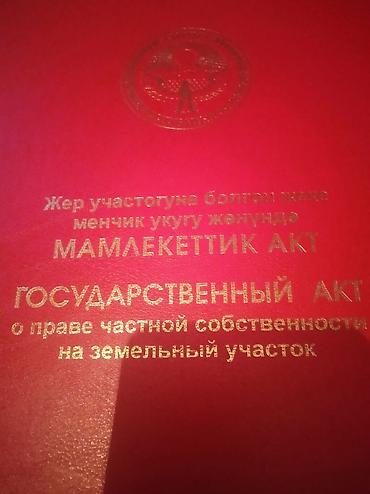 Жер участогуна болгон жеке
менчик укугу жөнүндө
МАМЛЕКЕТТИК АКТ
ГОСУДАРСТВЕННЫЙ АКТ
о праве частной собственности
на земельный участок